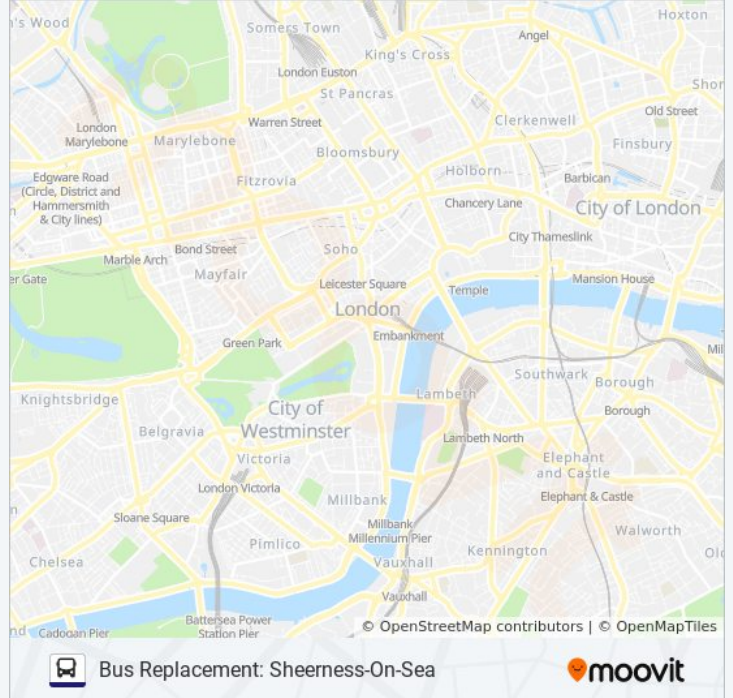 's Wood
Somers Town
Hoxton
Angel
King's Cross
London Euston
St Pancras
Shor
Old Street
London
Marylebone
Marylebone
Warren Street
Clerkenwell
Finsbury
Bloomsbury
Edgware Road
(Circle, District and
Hammersmith
& City lines)
Fitzrovia
Holborn
Barbican
n
Chancery Lane
City of London
City Thameslink
Soho
Bond Street
Marble Arch
Mayfair
er Gate
Leicester Square
Temple
Mansion House
London
Embankment
Green Park
Mil
Southwark
Borough
Knightsbridge
Lambeth
City of
Westminster
Borough
Belgravia
Lambeth North
Victoria
Elephant
and Castle
London Victoria
Elephant & Castle
Millbank
n
Sloane Square
Millbank
Millennium Pier
Walworth
Pimlico
Kennington
Old
Chelsea
Vauxhall
Vauxhall
Battersea Power
Station Pier
nd
Cadogan Pier
© OpenStreetMap contributors | © OpenMapTiles
Bus Replacement: Sheerness-On-Sea
moovit